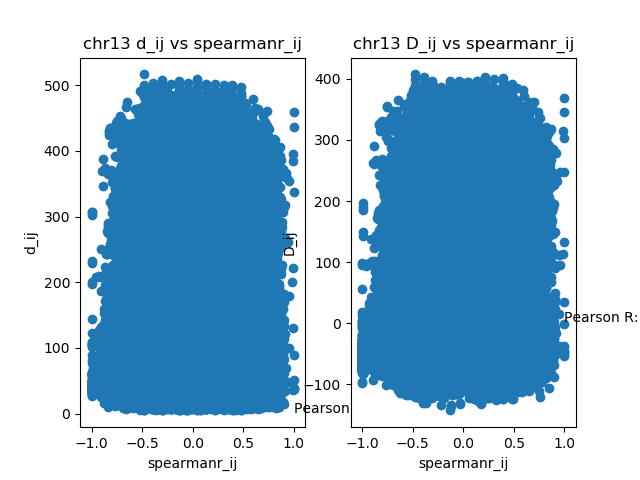 chr13 d_ij vs spearmanr_ij
chr13 D_ij vs spearmanr_ij
d_ij
500
400
300
200
100
0
−1.0 −0.5 0.0 0.5 1.0
spearmanr_ij
Pearson
D_ij
400
300
200
100
0
−100
−1.0 −0.5 0.0 0.5 1.0
spearmanr_ij
Pearson R: